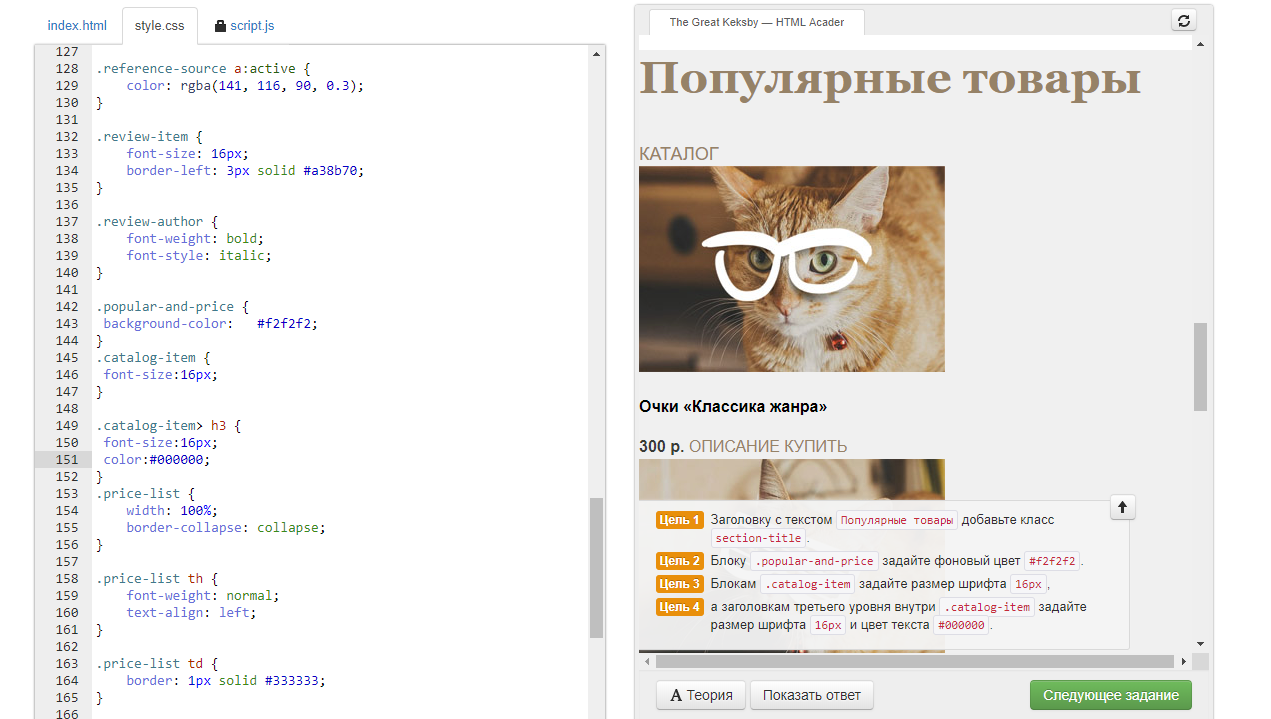 index.html
style.css
script.js
127
128 .reference-source a:active {
129 color: rgba(141, 116, 90, 0.3);
130 }
131
132 .review-item {
133 font-size: 16px;
134 border-left: 3px solid #a38b70;
135 }
136
137 .review-author {
138 font-weight: bold;
139 font-style: italic;
140 }
141
142 .popular-and-price {
143 background-color: #f2f2f2;
144 }
145 .catalog-item {
146 font-size:16px;
147 }
148
149 .catalog-item> h3 {
150 font-size:16px;
151 color:#000000;
152 }
153 .price-list {
154 width: 100%;
155 border-collapse: collapse;
156 }
157
158 .price-list th {
159 font-weight: normal;
160 text-align: left;
161 }
162
163 .price-list td {
164 border: 1px solid #333333;
165 }
166
The Great Keksby — HTML Acader
Популярные товары
КАТАЛОГ
Очки «Классика жанра»
300 р. ОПИСАНИЕ КУПИТЬ
Цель 1 Заголовку с текстом Популярные товары добавьте класс
section-title.
Цель 2 Блоку .popular-and-price задайте фоновый цвет #f2f2f2.
Цель 3 Блокам .catalog-item задайте размер шрифта 16px,
Цель 4 а заголовкам третьего уровня внутри .catalog-item задайте
размер шрифта 16px и цвет текста #000000.
Теория
Показать ответ
Следующее задание